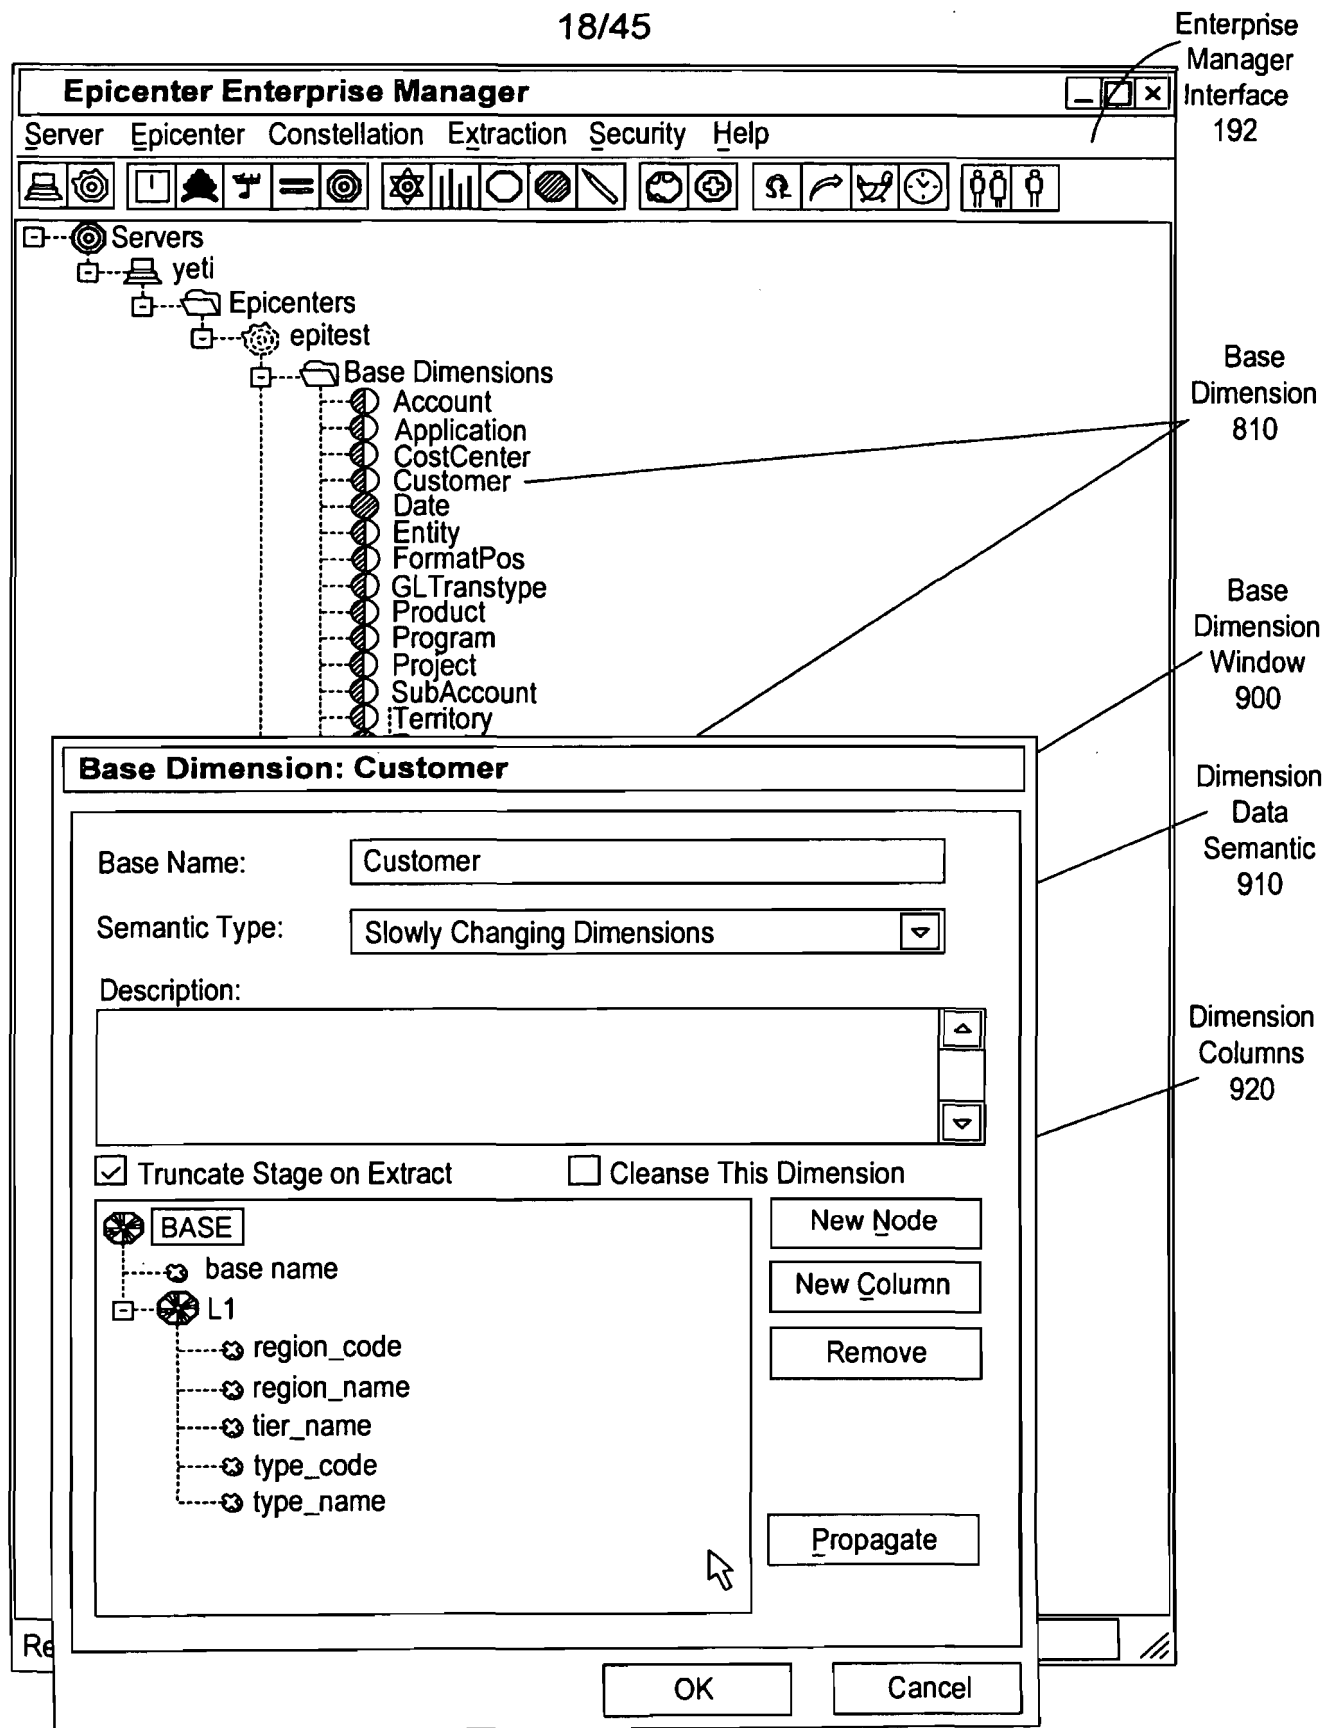 18/45
Enterprise
Manager
Interface
192
Epicenter Enterprise Manager
Server Epicenter Constellation Extraction Security Help
Servers
yeti
Epicenters
epitest
Base Dimensions
Account
Application
CostCenter
Customer
Date
Entity
FormatPos
GLTranstype
Product
Program
Project
SubAccount
Territory
Base
Dimension
810
Base
Dimension
Window
900
Dimension
Data
Semantic
910
Dimension
Columns
920
Base Dimension: Customer
Base Name: Customer
Semantic Type: Slowly Changing Dimensions
Description:
Truncate Stage on Extract Cleanse This Dimension
BASE
base name
L1
region_code
region_name
tier_name
type_code
type_name
New Node
New Column
Remove
Propagate
Re
OK Cancel